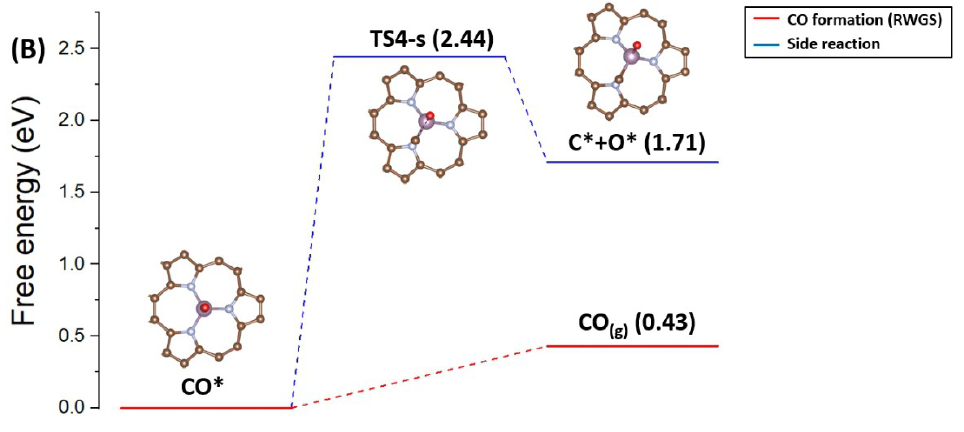 (B)
Free energy (eV)
2.5
2.0
1.5
1.0
0.5
0.0
TS4-s (2.44)
C*+O* (1.71)
CO(g) (0.43)
CO*
CO formation (RWGS)
Side reaction